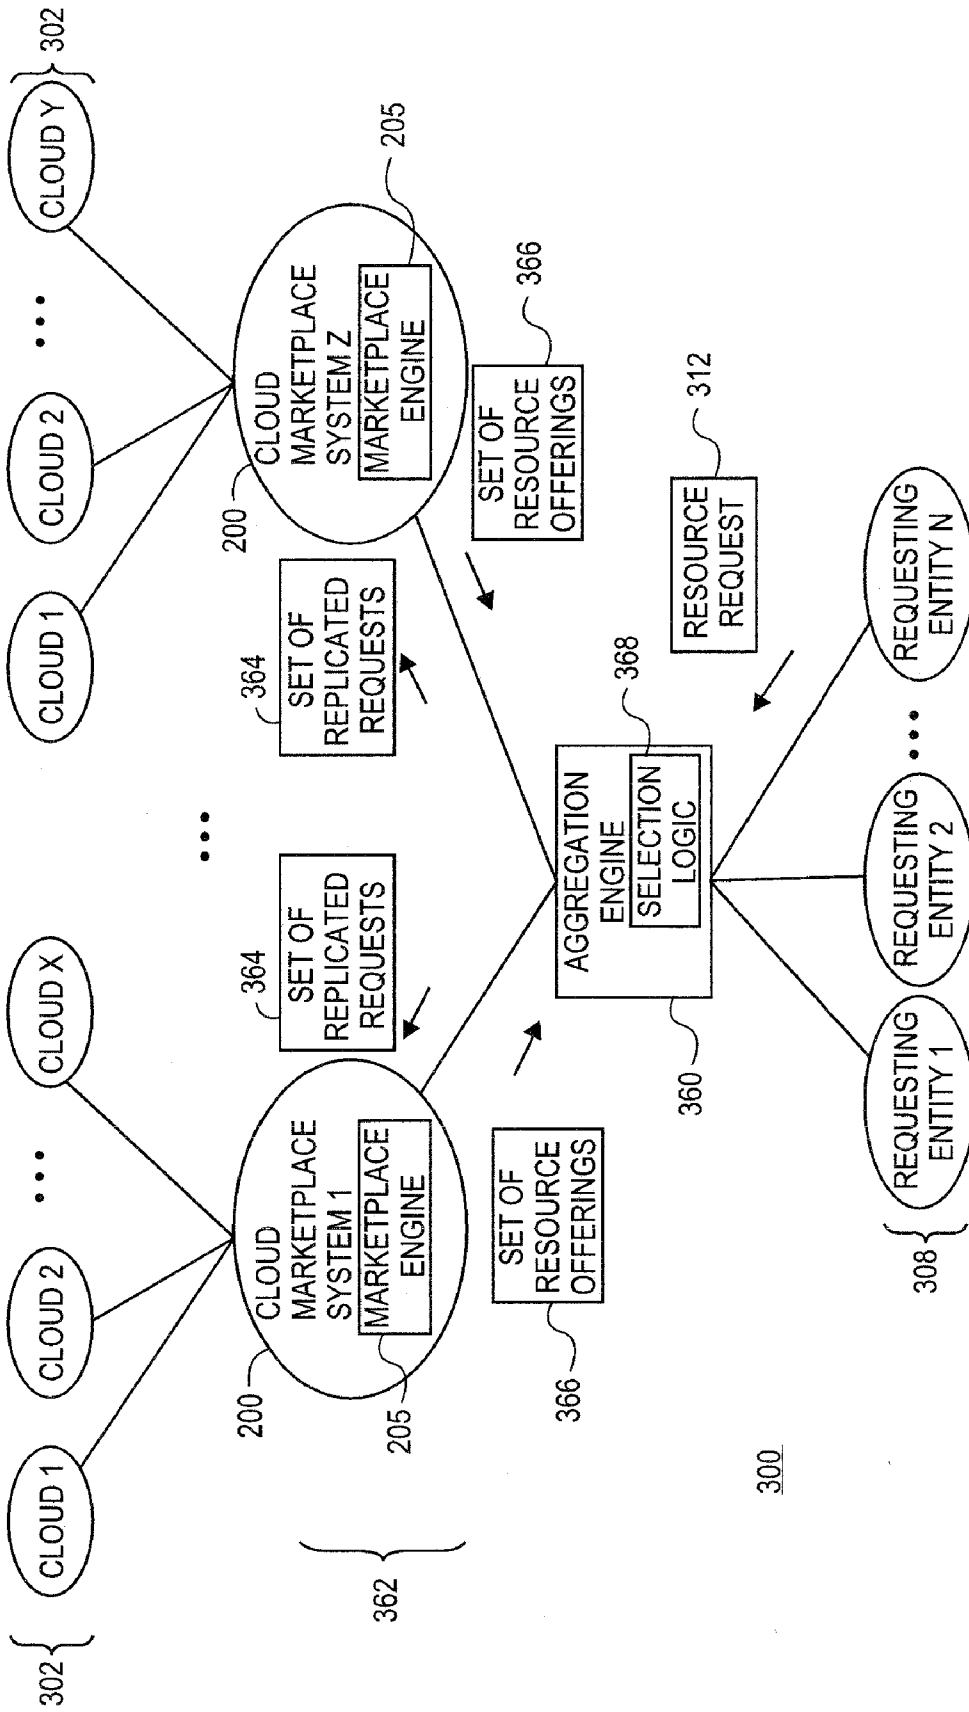 302
CLOUD 1
CLOUD 2
• • •
CLOUD X
CLOUD 1
CLOUD 2
• • •
CLOUD Y
302
362
200
CLOUD
MARKETPLACE
SYSTEM 1
MARKETPLACE
ENGINE
205
364
SET OF
REPLICATED
REQUESTS
• • •
364
SET OF
REPLICATED
REQUESTS
200
CLOUD
MARKETPLACE
SYSTEM Z
MARKETPLACE
ENGINE
205
366
SET OF
RESOURCE
OFFERINGS
SET OF
RESOURCE
OFFERINGS
366
360
AGGREGATION
ENGINE
SELECTION
LOGIC
368
RESOURCE
REQUEST
312
300
308
REQUESTING
ENTITY 1
REQUESTING
ENTITY 2
• • •
REQUESTING
ENTITY N